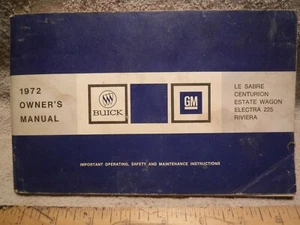 1972
OWNER'S
MANUAL
BUICK
GM
LE SABRE
CENTURION
ESTATE WAGON
ELECTRA 225
RIVIERA
IMPORTANT OPERATING, SAFETY AND MAINTENANCE INSTRUCTIONS